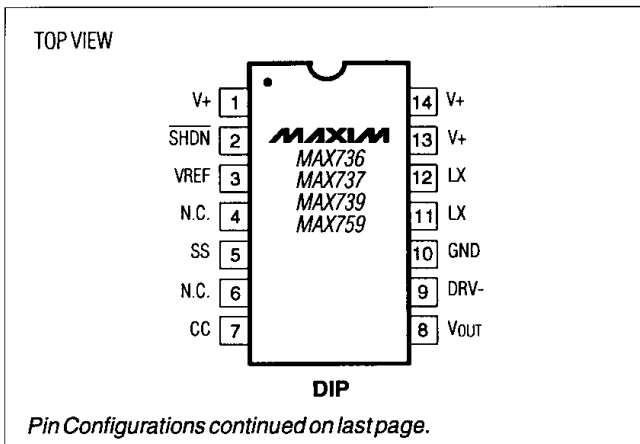 TOP VIEW
V+ 1
SHDN 2
VREF 3
N.C. 4
SS 5
N.C. 6
CC 7
MAXIM
MAX736
MAX737
MAX739
MAX759
14 V+
13 V+
12 LX
11 LX
10 GND
9 DRV-
8 VOUT
DIP
Pin Configurations continued on last page.